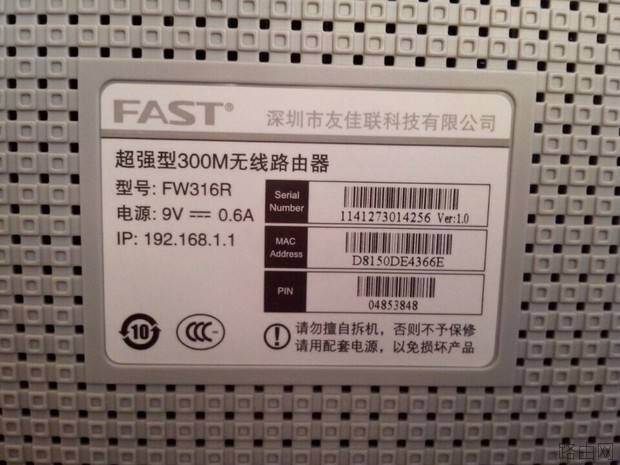 FAST® 深圳市友佳联科技有限公司
超强型300M无线路由器
型号: FW316R
电源: 9V ⎓ 0.6A
IP: 192.168.1.1
Serial Number
1141273014256 Ver:1.0
MAC Address
D8150DE4366E
PIN
04853848
10
CCC
请勿擅自拆机，否则不予保修
请用配套电源，以免损坏产品
路由网